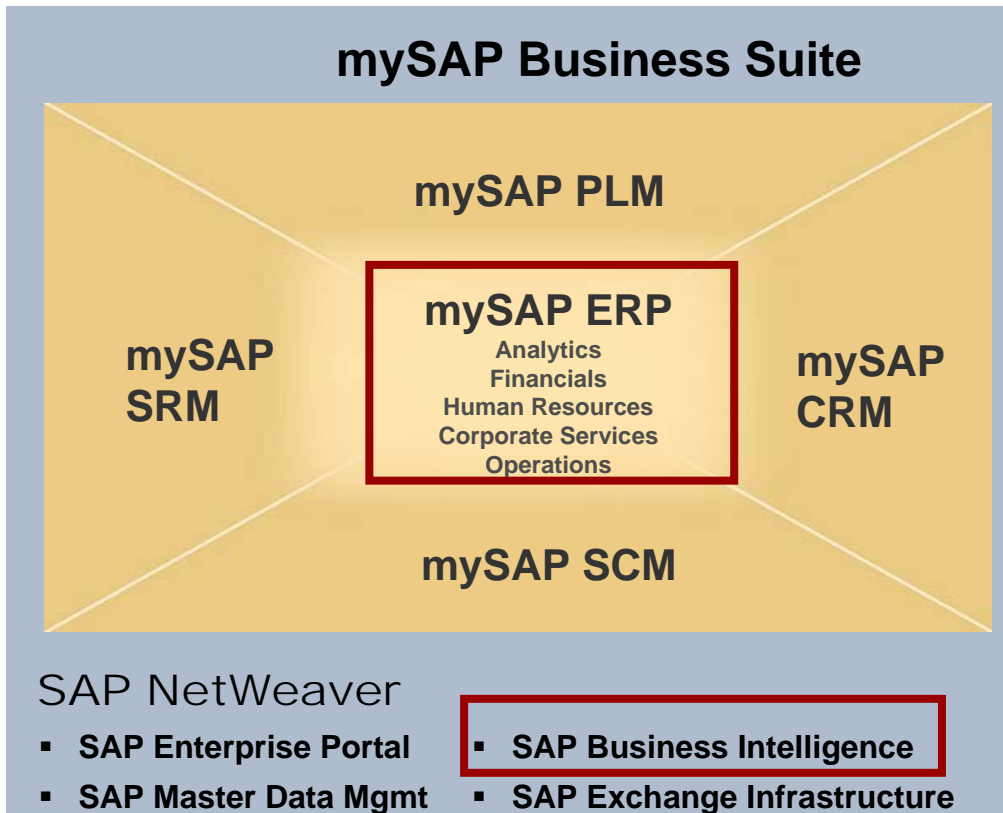 mySAP Business Suite
mySAP PLM
mySAP ERP
Analytics
Financials
Human Resources
Corporate Services
Operations
mySAP
SRM
mySAP
CRM
mySAP SCM
SAP NetWeaver
▪ SAP Enterprise Portal
▪ SAP Business Intelligence
▪ SAP Master Data Mgmt
▪ SAP Exchange Infrastructure